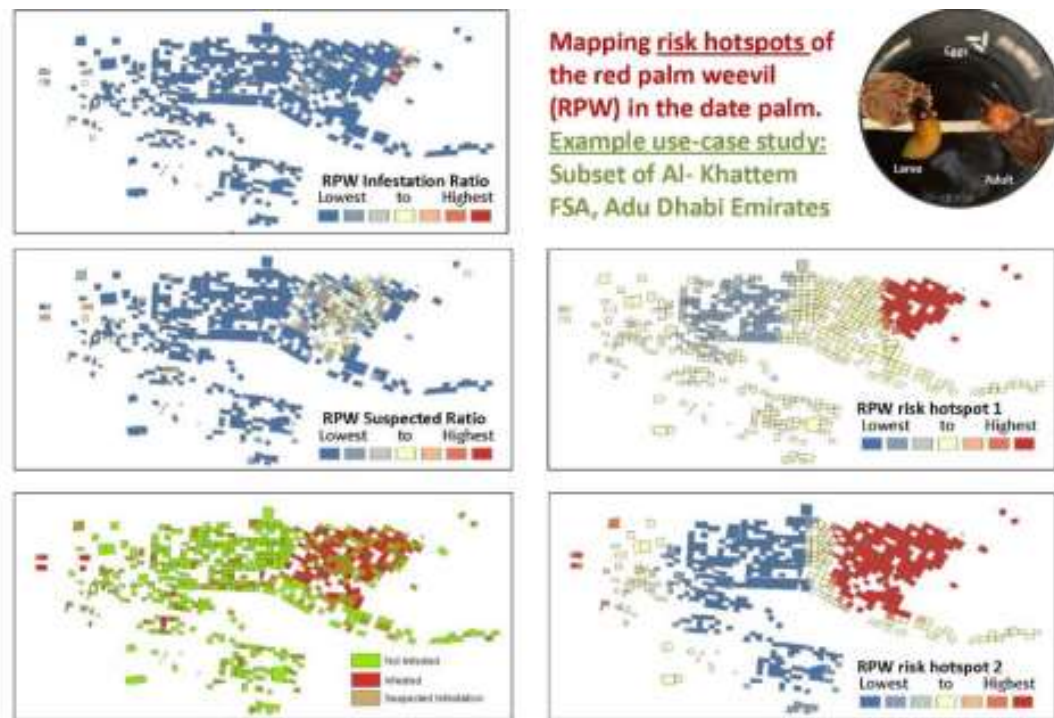 Mapping risk hotspots of
the red palm weevil
(RPW) in the date palm.
Example use-case study:
Subset of Al- Khattem
FSA, Adu Dhabi Emirates
Eggs
Larva
Adult
RPW Infestation Ratio
Lowest to Highest
RPW Suspected Ratio
Lowest to Highest
RPW risk hotspot 1
Lowest to Highest
Not Infested
Infested
Suspected Infestation
RPW risk hotspot 2
Lowest to Highest